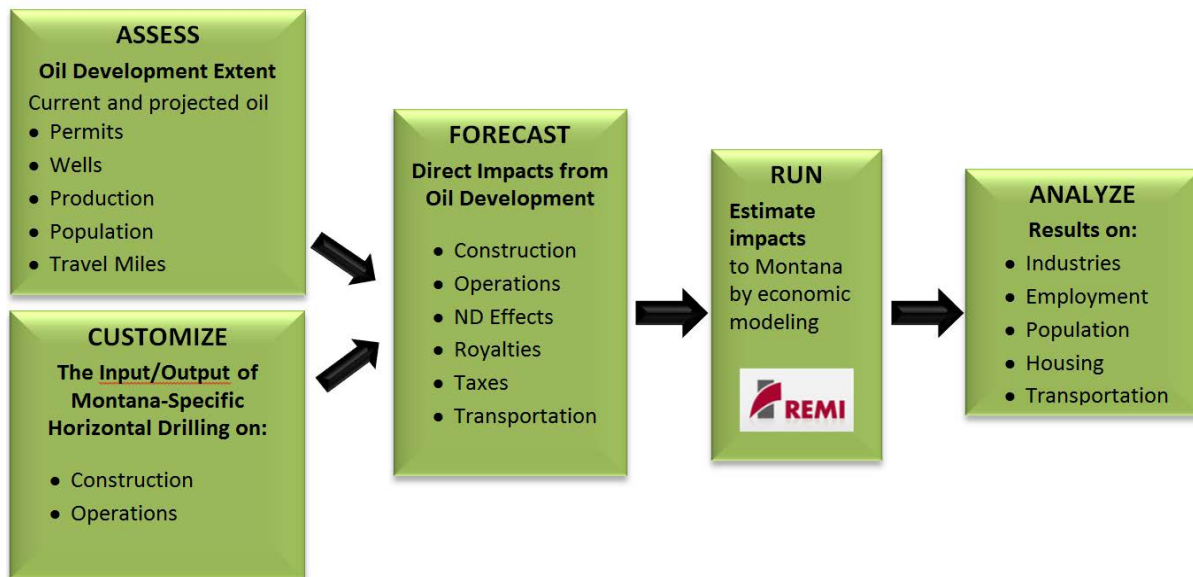 ASSESS
Oil Development Extent
Current and projected oil
• Permits
• Wells
• Production
• Population
• Travel Miles
CUSTOMIZE
The Input/Output of
Montana-Specific
Horizontal Drilling on:
• Construction
• Operations
FORECAST
Direct Impacts from
Oil Development
• Construction
• Operations
• ND Effects
• Royalties
• Taxes
• Transportation
RUN
Estimate
impacts
to Montana
by economic
modeling
REMI
ANALYZE
Results on:
• Industries
• Employment
• Population
• Housing
• Transportation